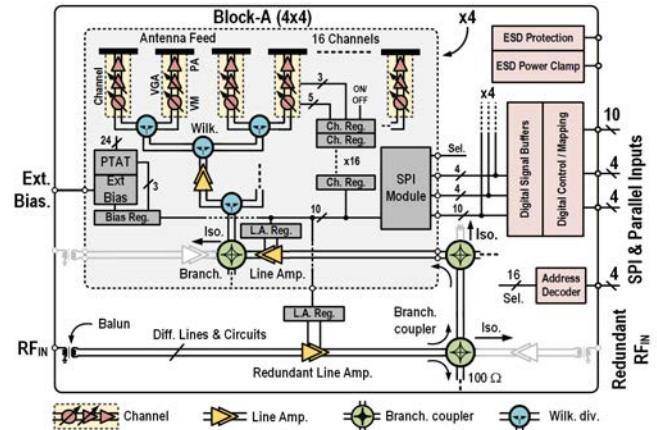 Block-A (4x4)
x4
Antenna Feed
16 Channels
ESD Protection
ESD Power Clamp
Channel
VGA
PA
VM
3
5
ON/
OFF
x4
10
Ch. Reg.
Ch. Reg.
Wilk.
24
PTAT
Ext
Bias
3
x16
Ch. Reg.
Sel.
4
4
10
SPI
Module
Digital Signal Buffers
Digital Control / Mapping
4
4
SPI & Parallel Inputs
Ext.
Bias.
Bias Reg.
10
L.A. Reg.
Iso.
Iso.
Branch.
Line Amp.
16
Sel.
Address
Decoder
4
L.A. Reg.
Branch.
coupler
Balun
Diff. Lines & Circuits
Iso.
RFIN
Redundant Line Amp.
100 Ω
Redundant
RFIN
Channel
Line Amp.
Branch. coupler
Wilk. div.